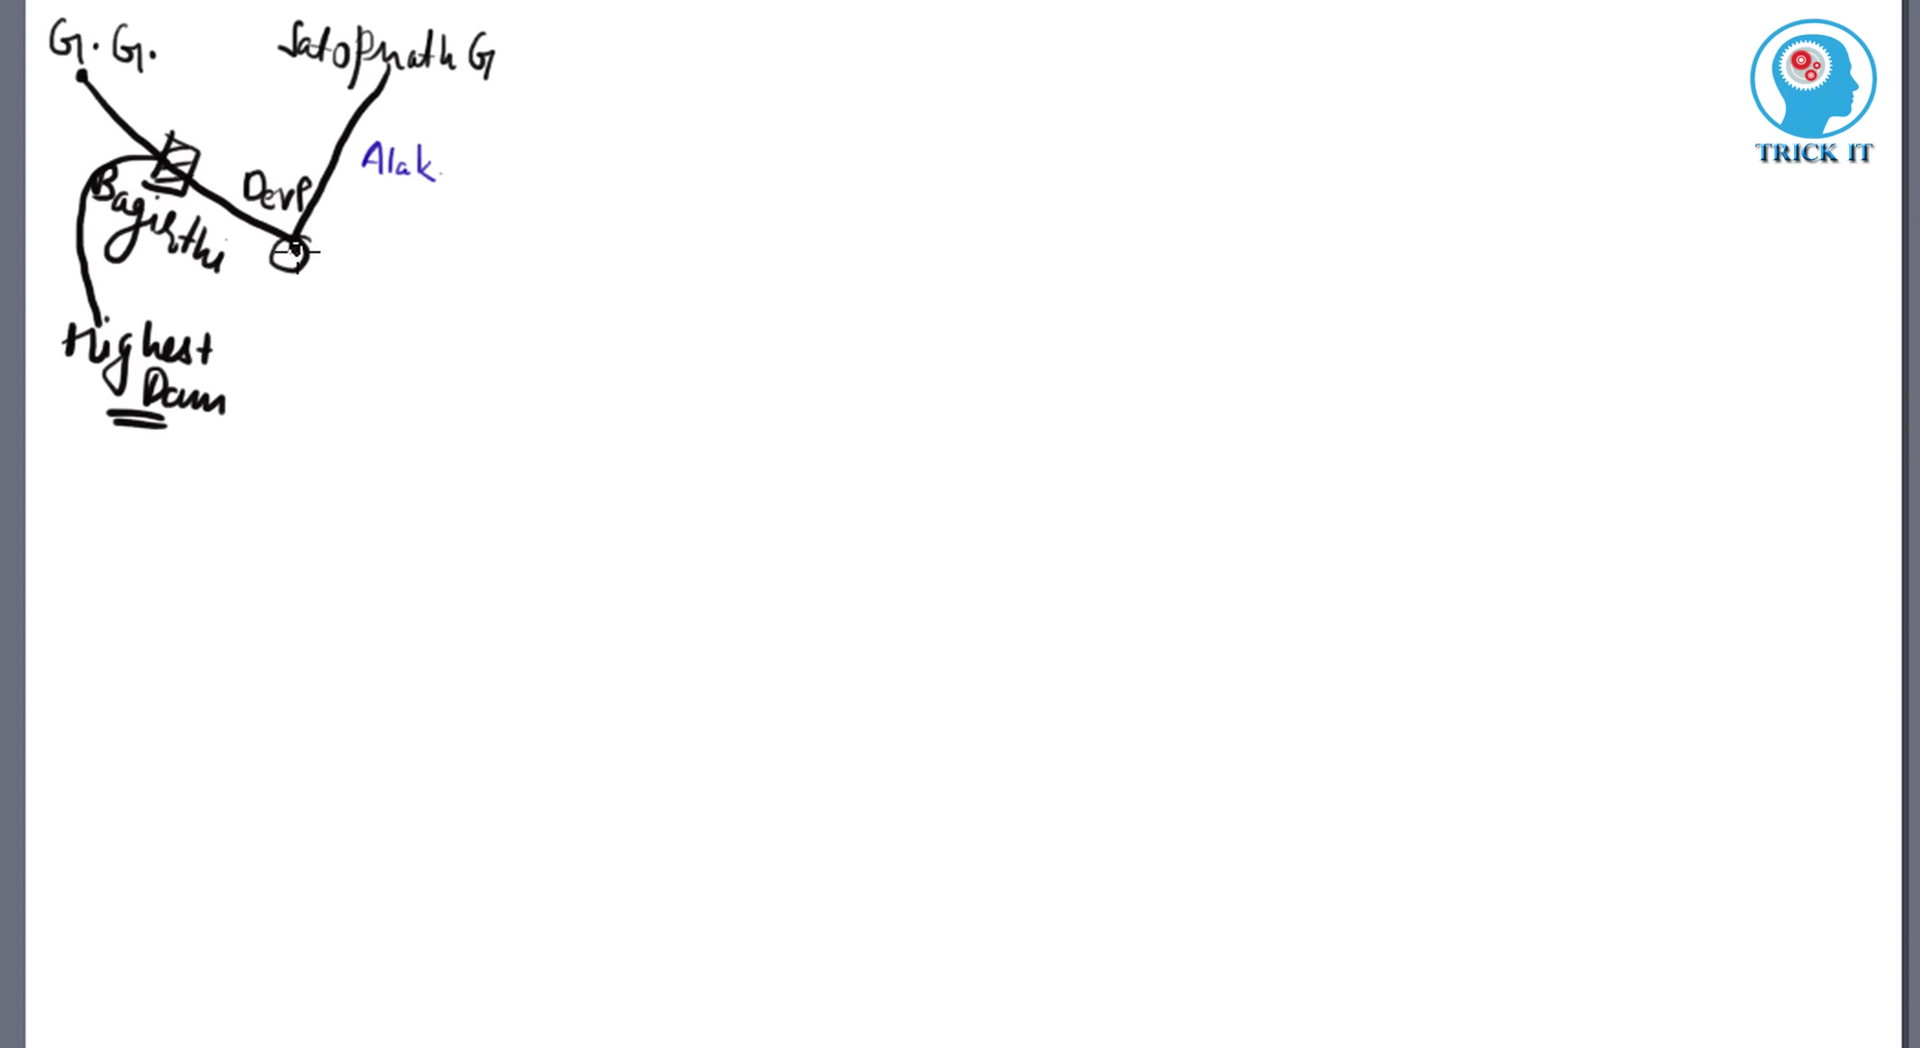 G. G.
Satopnath G
Alak.
Devp
Bagirthi
Highest
Dam
TRICK IT